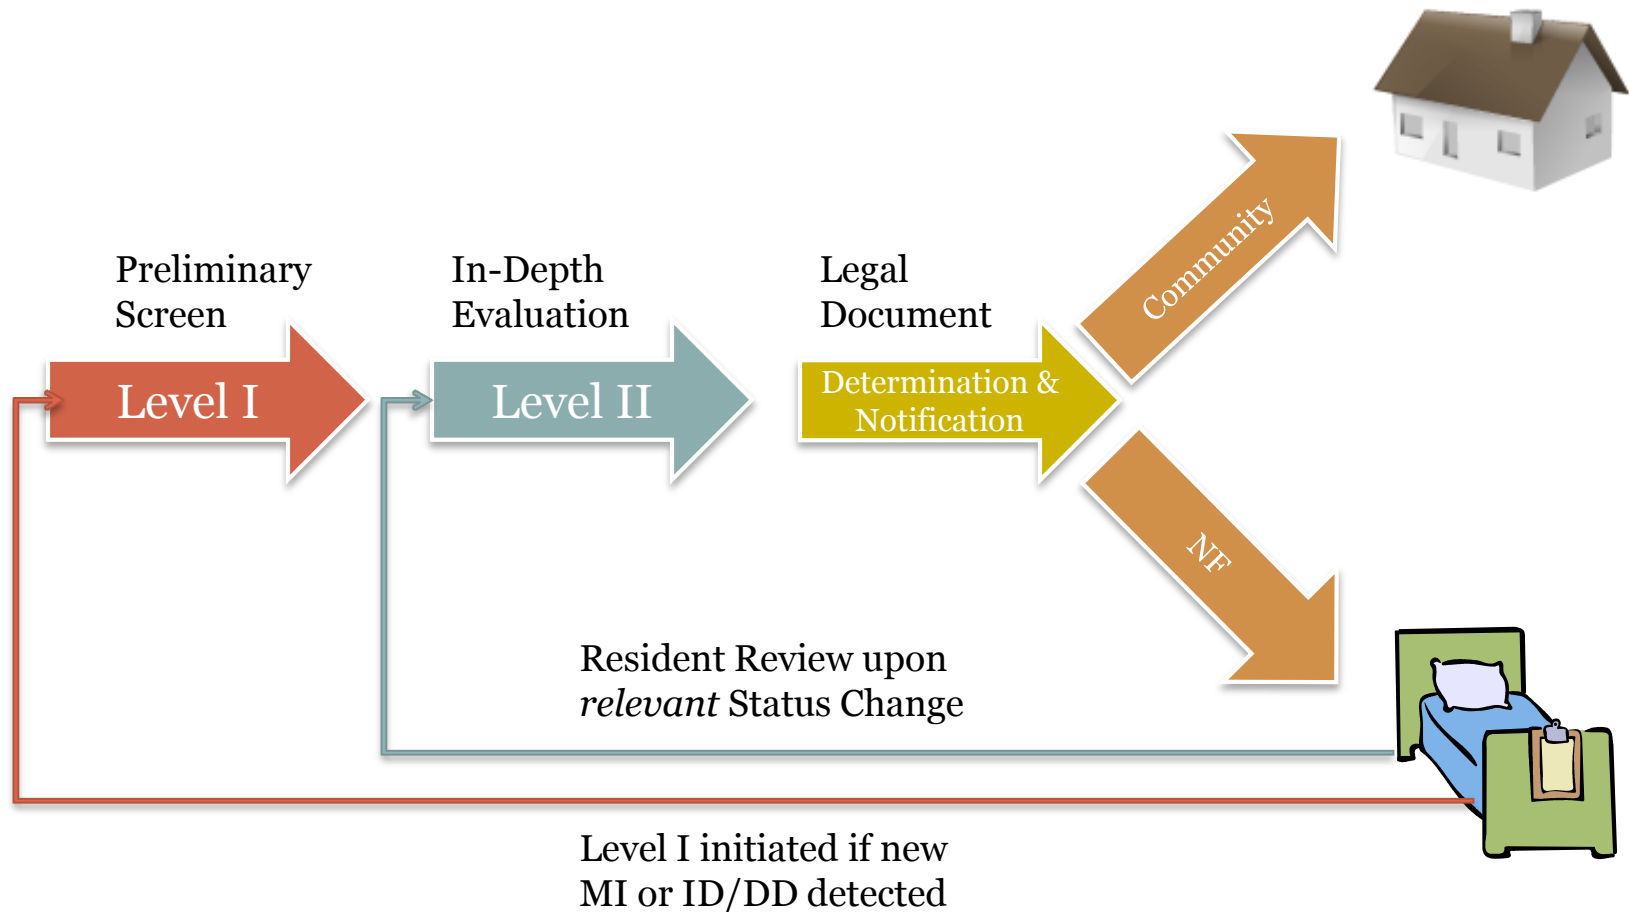 Preliminary
Screen
Level I
In-Depth
Evaluation
Level II
Legal
Document
Determination &
Notification
Community
NF
Resident Review upon
relevant Status Change
Level I initiated if new
MI or ID/DD detected